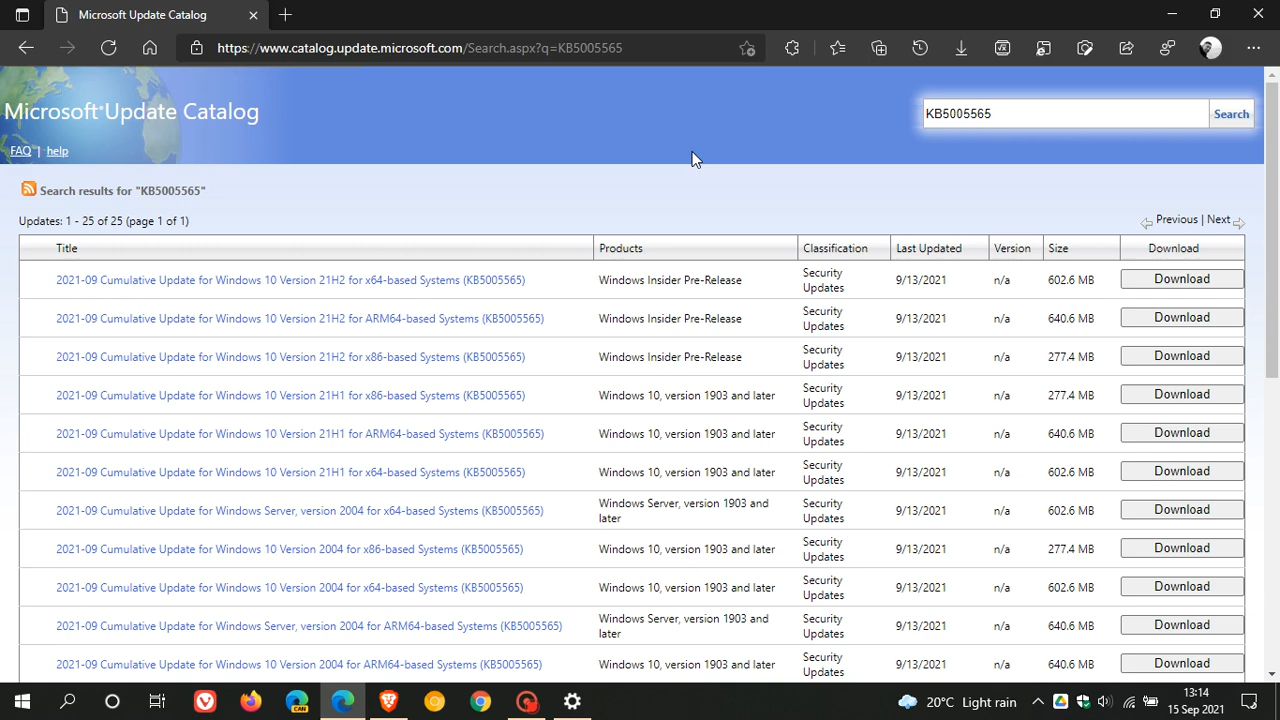 Microsoft Update Catalog
https://www.catalog.update.microsoft.com/Search.aspx?q=KB5005565
Microsoft Update Catalog
KB5005565 Search
FAQ | help
Search results for "KB5005565"
Updates: 1 - 25 of 25 (page 1 of 1) Previous | Next
Title Products Classification Last Updated Version Size Download
2021-09 Cumulative Update for Windows 10 Version 21H2 for x64-based Systems (KB5005565) Windows Insider Pre-Release Security Updates 9/13/2021 n/a 602.6 MB Download
2021-09 Cumulative Update for Windows 10 Version 21H2 for ARM64-based Systems (KB5005565) Windows Insider Pre-Release Security Updates 9/13/2021 n/a 640.6 MB Download
2021-09 Cumulative Update for Windows 10 Version 21H2 for x86-based Systems (KB5005565) Windows Insider Pre-Release Security Updates 9/13/2021 n/a 277.4 MB Download
2021-09 Cumulative Update for Windows 10 Version 21H1 for x86-based Systems (KB5005565) Windows 10, version 1903 and later Security Updates 9/13/2021 n/a 277.4 MB Download
2021-09 Cumulative Update for Windows 10 Version 21H1 for ARM64-based Systems (KB5005565) Windows 10, version 1903 and later Security Updates 9/13/2021 n/a 640.6 MB Download
2021-09 Cumulative Update for Windows 10 Version 21H1 for x64-based Systems (KB5005565) Windows 10, version 1903 and later Security Updates 9/13/2021 n/a 602.6 MB Download
2021-09 Cumulative Update for Windows Server, version 2004 for x64-based Systems (KB5005565) Windows Server, version 1903 and later Security Updates 9/13/2021 n/a 602.6 MB Download
2021-09 Cumulative Update for Windows 10 Version 2004 for x86-based Systems (KB5005565) Windows 10, version 1903 and later Security Updates 9/13/2021 n/a 277.4 MB Download
2021-09 Cumulative Update for Windows 10 Version 2004 for x64-based Systems (KB5005565) Windows 10, version 1903 and later Security Updates 9/13/2021 n/a 602.6 MB Download
2021-09 Cumulative Update for Windows Server, version 2004 for ARM64-based Systems (KB5005565) Windows Server, version 1903 and later Security Updates 9/13/2021 n/a 640.6 MB Download
2021-09 Cumulative Update for Windows 10 Version 2004 for ARM64-based Systems (KB5005565) Windows 10, version 1903 and later Security Updates 9/13/2021 n/a 640.6 MB Download
CAN
20°C Light rain
13:14
15 Sep 2021